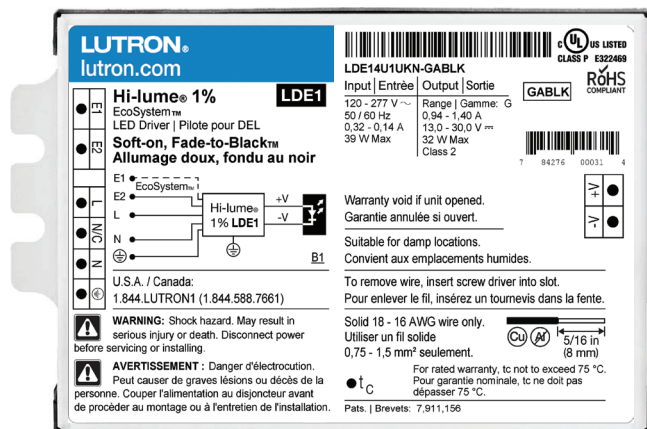 LUTRON®
lutron.com
E1
E2
L
N/C
N
Hi-lume® 1%
LDE1
EcoSystem™
LED Driver | Pilote pour DEL
Soft-on, Fade-to-Black™
Allumage doux, fondu au noir
E1
EcoSystem™
E2
L
N
Hi-lume®
1% LDE1
+V
-V
B1
U.S.A. / Canada:
1.844.LUTRON1 (1.844.588.7661)
WARNING: Shock hazard. May result in
serious injury or death. Disconnect power
before servicing or installing.
AVERTISSEMENT : Danger d'électrocution.
Peut causer de graves lésions ou décès de la
personne. Couper l'alimentation au disjoncteur avant
de procèder au montage ou à l'entretien de l'installation.
LDE14U1UKN-GABLK
Input | Entrèe
120 - 277 V ~
50 / 60 Hz
0,32 - 0,14 A
39 W Max
Output | Sortie
Range | Gamme: G
0,94 - 1,40 A
13,0 - 30,0 V ⎓
32 W Max
Class 2
c UL US LISTED
CLASS P E322469
GABLK
RoHS
COMPLIANT
7 84276 00031 4
+V
-V
Warranty void if unit opened.
Garantie annulée si ouvert.
Suitable for damp locations.
Convient aux emplacements humides.
To remove wire, insert screw driver into slot.
Pour enlever le fil, insérez un tournevis dans la fente.
Solid 18 - 16 AWG wire only.
Utiliser un fil solide
0,75 - 1,5 mm² seulement.
Cu
Al
5/16 in
(8 mm)
tc
For rated warranty, tc not to exceed 75 °C.
Pour garantie nominale, tc ne doit pas
dépasser 75 °C.
Pats. | Brevets: 7,911,156